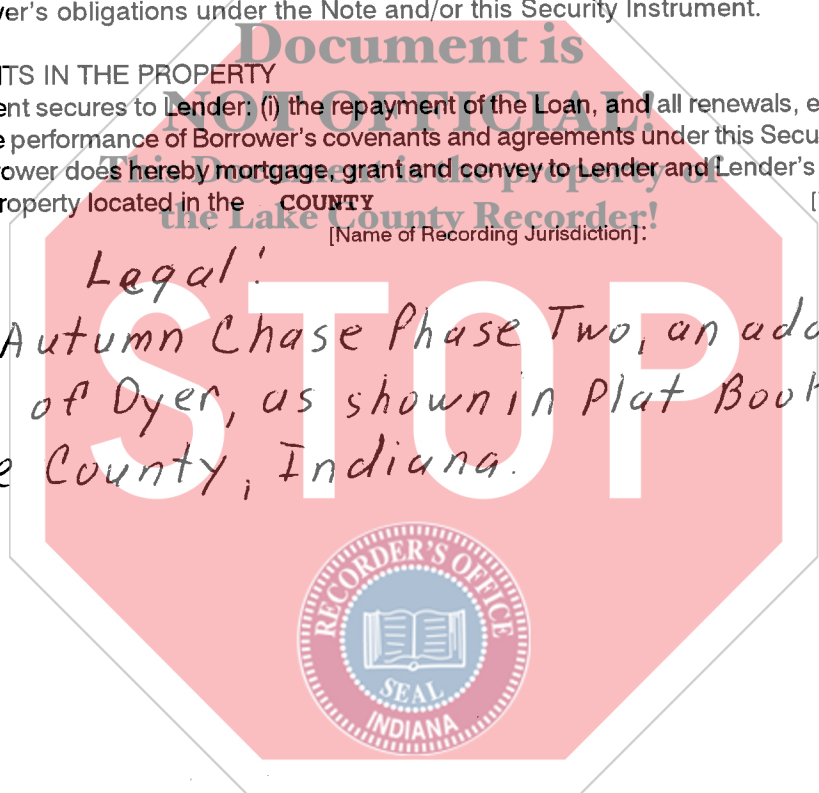 ver's obligations under the Note and/or this Security Instrument.
Document is
TS IN THE PROPERTY
ent secures to Lender: (i) the repayment of the Loan, and all renewals, e
NOT OFFICIAL!
e performance of Borrower's covenants and agreements under this Secu
ower does hereby mortgage, grant and convey to Lender and Lender's
This Document is the property of
roperty located in the COUNTY [
the Lake County Recorder!
[Name of Recording Jurisdiction]:
Legal:
Autumn Chase Phase Two, an add
of Dyer, as shown in Plat Book
e County, Indiana.
STOP
RECORDER'S OFFICE
SEAL
INDIANA